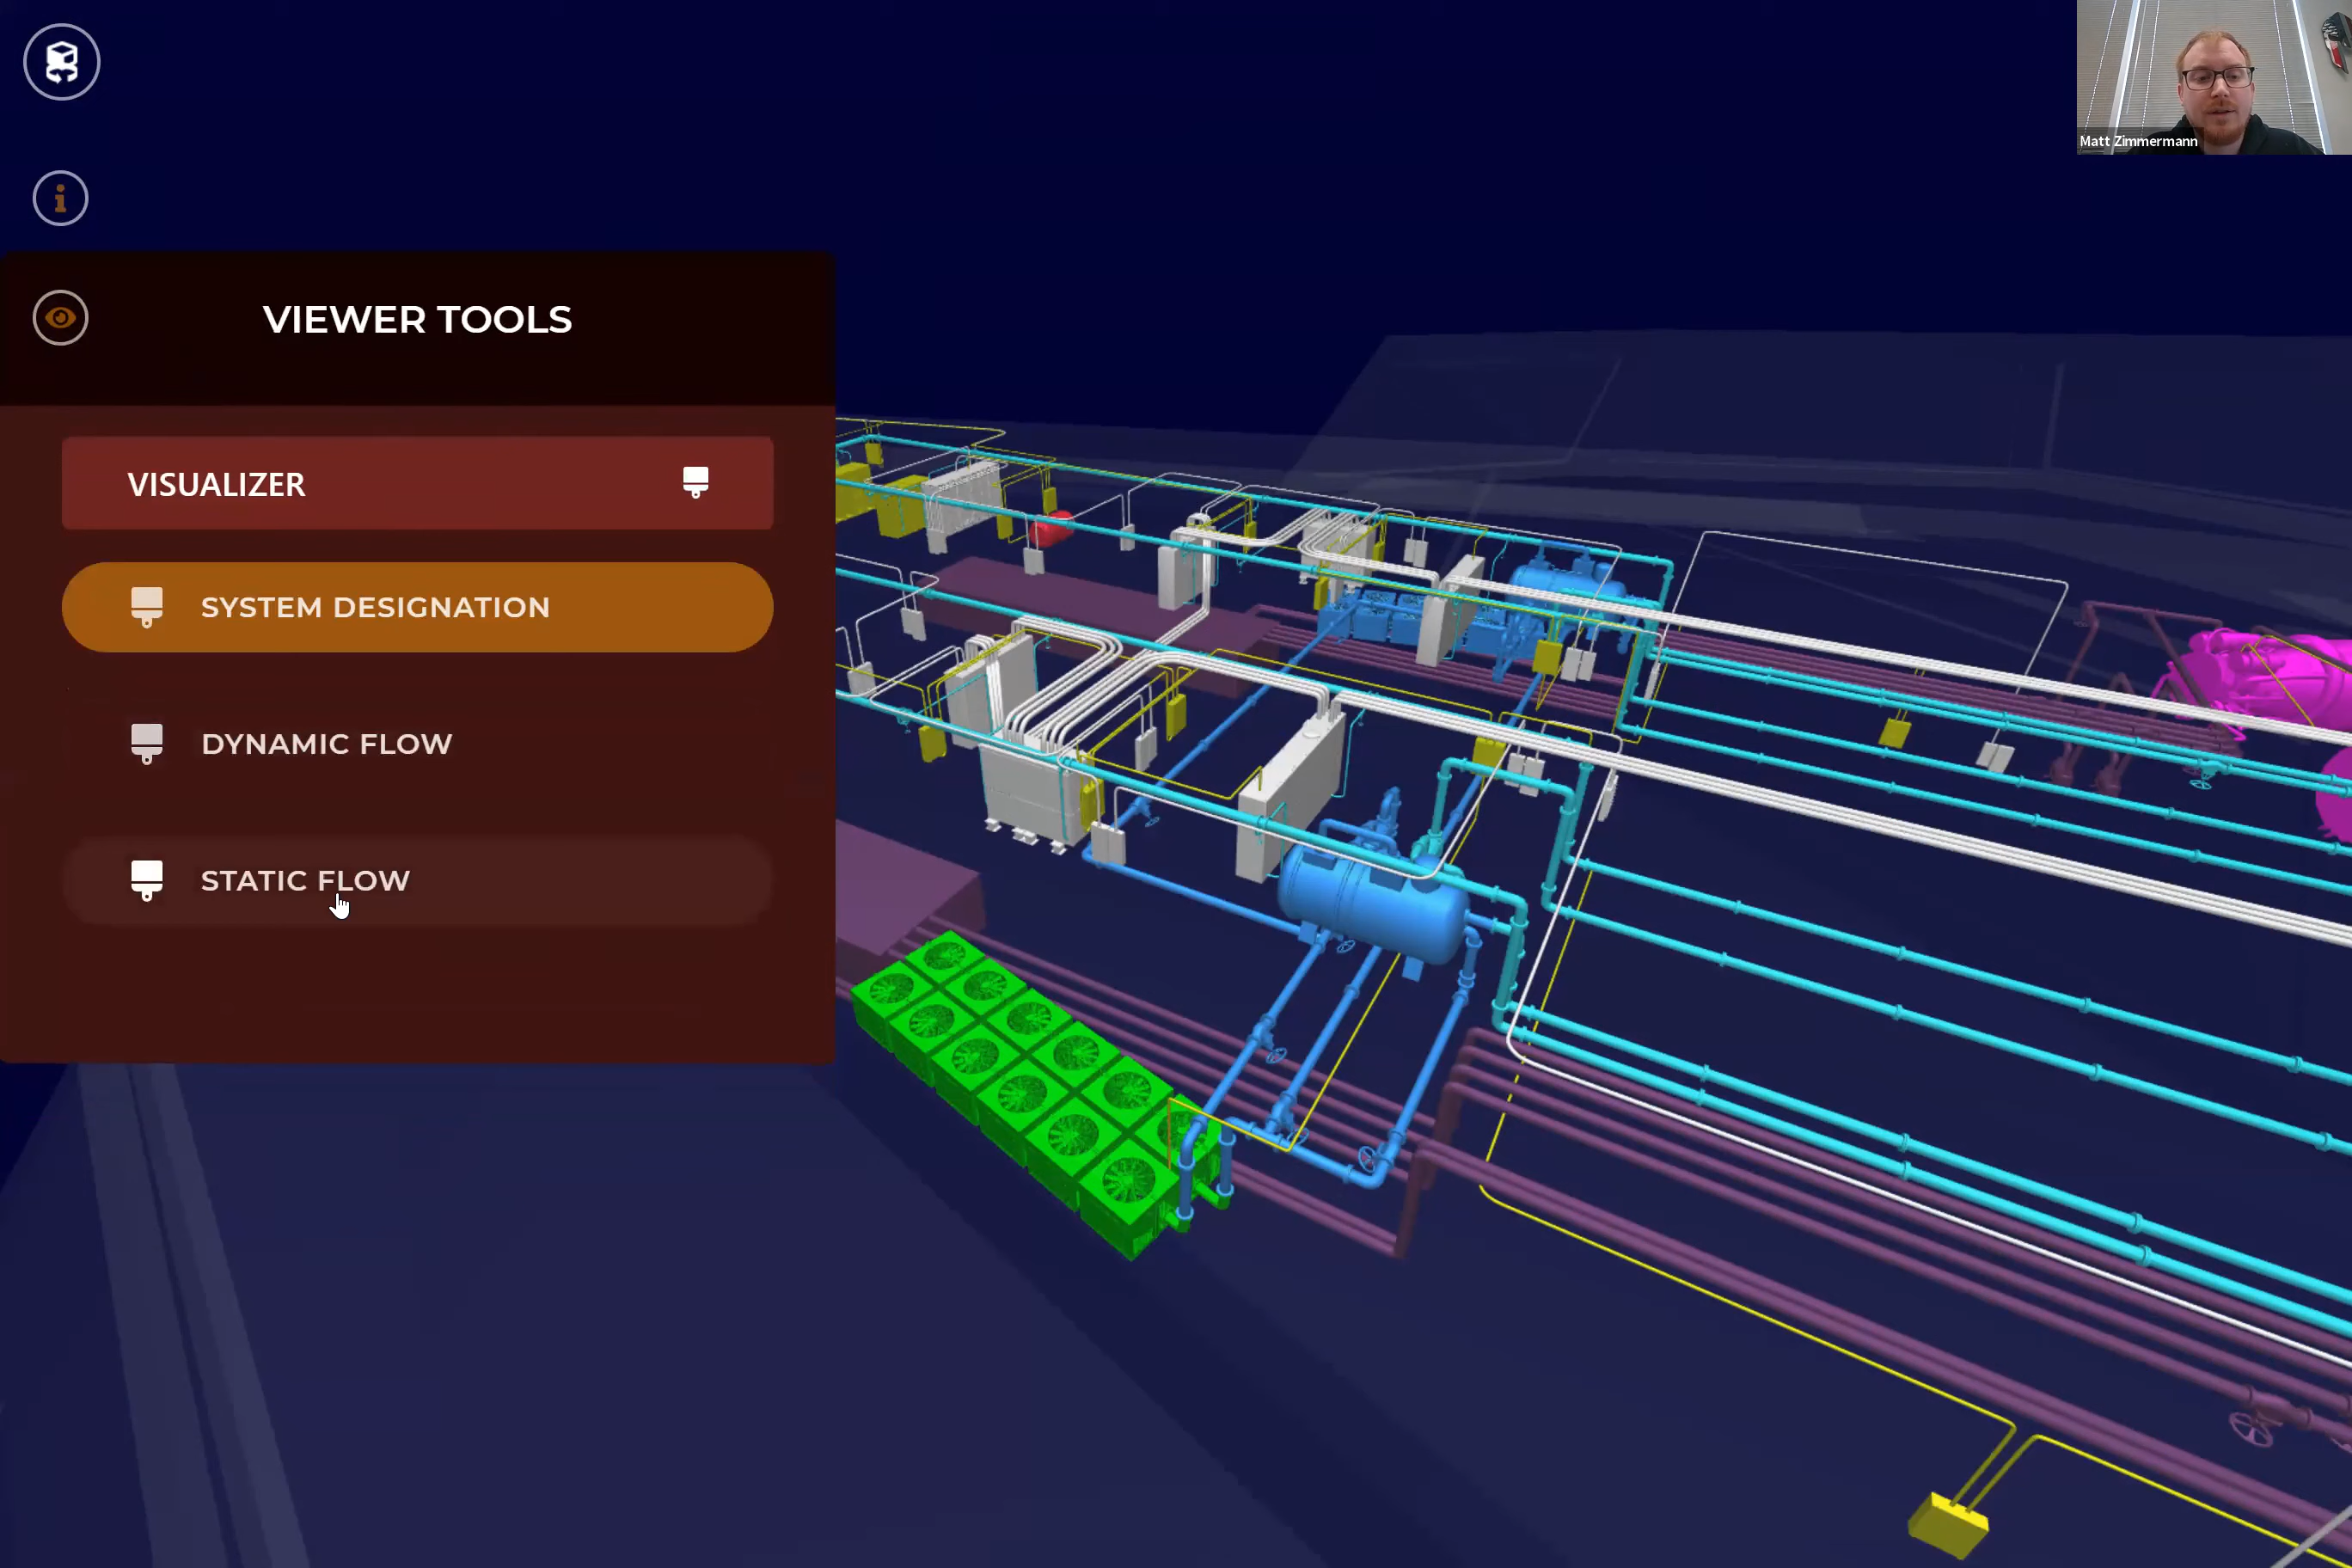 Matt Zimmermann
VIEWER TOOLS
VISUALIZER
SYSTEM DESIGNATION
DYNAMIC FLOW
STATIC FLOW